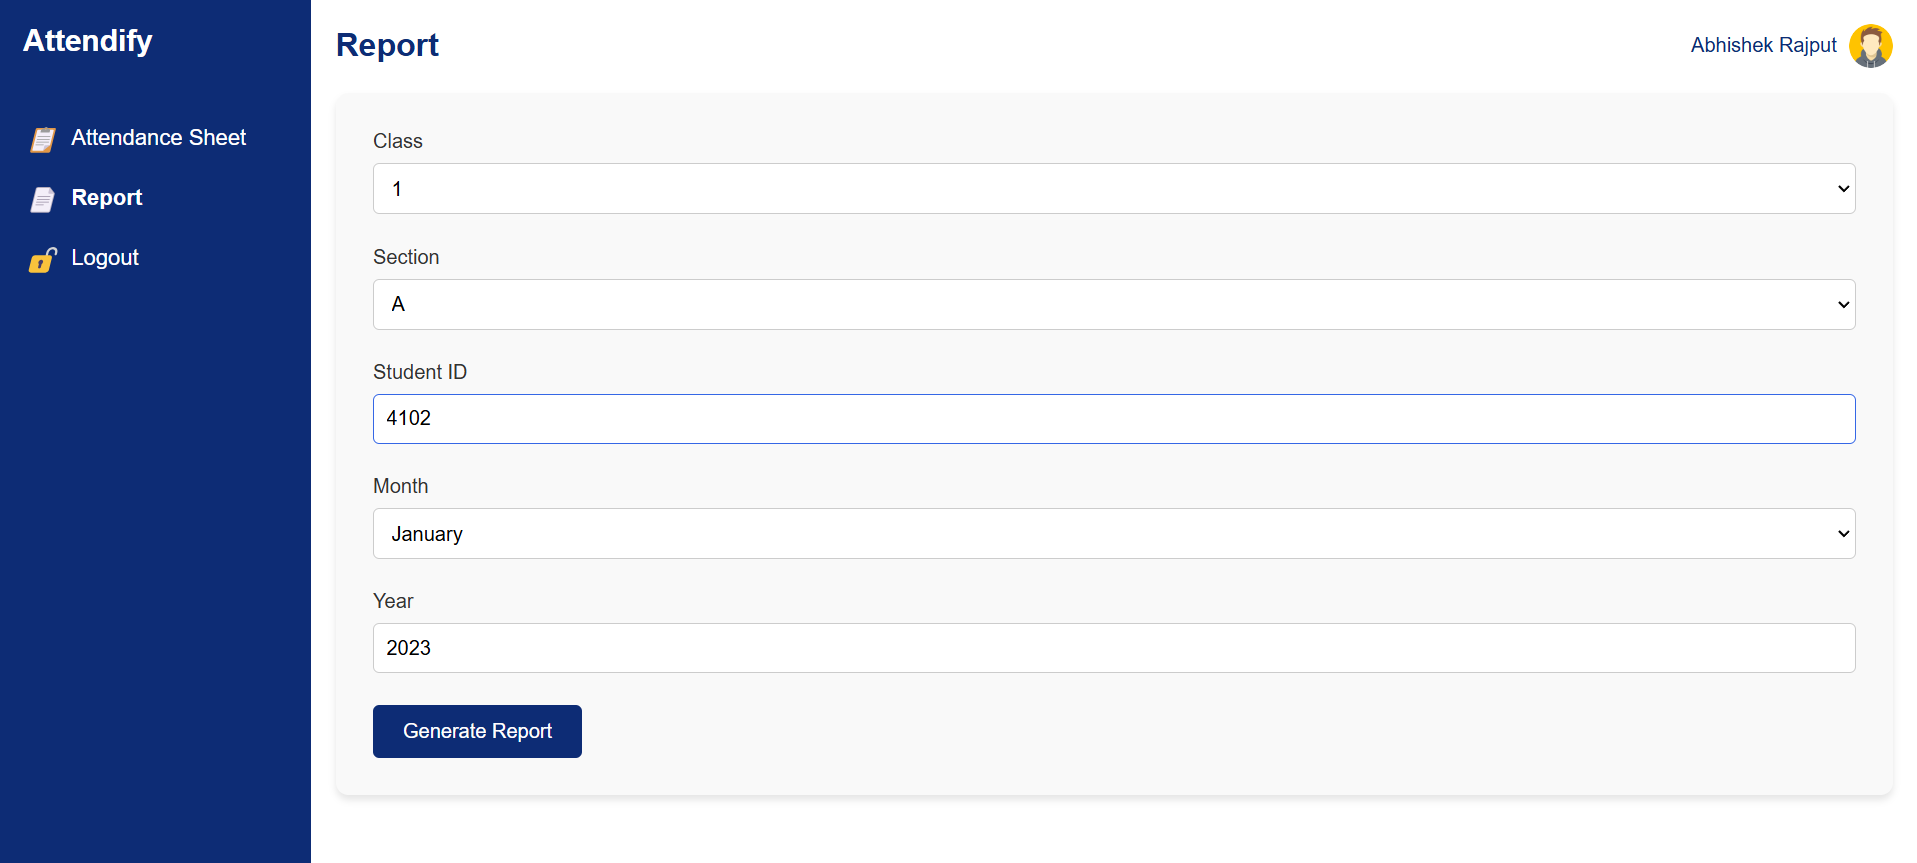 Attendify
Attendance Sheet
Report
Logout
Report
Abhishek Rajput
Class
1
Section
A
Student ID
4102
Month
January
Year
2023
Generate Report